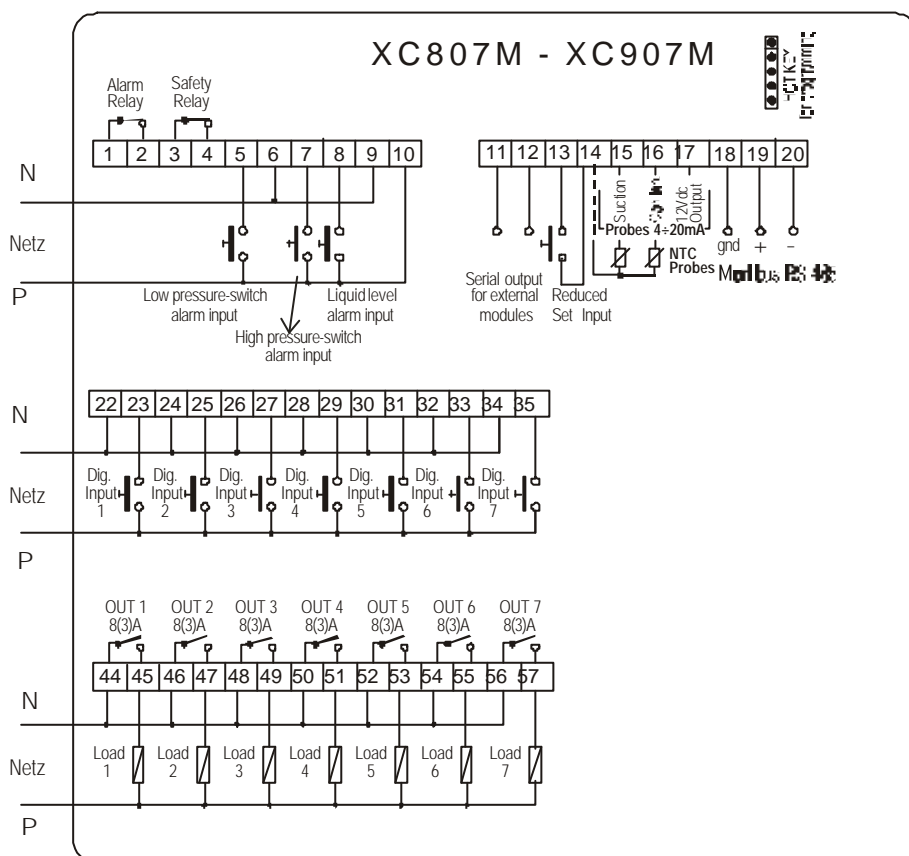 XC807M - XC907M
Alarm
Relay
Safety
Relay
1 2 3 4 5 6 7 8 9 10
11 12 13 14 15 16 17 18 19 20
N
Netz
P
Low pressure-switch
alarm input
Liquid level
alarm input
High pressure-switch
alarm input
Suction
12Vdc
Output
Probes 4÷20mA
NTC
Probes
gnd + -
Serial output
for external
modules
Reduced
Set Input
22 23 24 25 26 27 28 29 30 31 32 33 34 35
N
Netz
P
Dig.
Input
1
Dig.
Input
2
Dig.
Input
3
Dig.
Input
4
Dig.
Input
5
Dig.
Input
6
Dig.
Input
7
OUT 1
8(3)A
OUT 2
8(3)A
OUT 3
8(3)A
OUT 4
8(3)A
OUT 5
8(3)A
OUT 6
8(3)A
OUT 7
8(3)A
44 45 46 47 48 49 50 51 52 53 54 55 56 57
N
Netz
P
Load
1
Load
2
Load
3
Load
4
Load
5
Load
6
Load
7